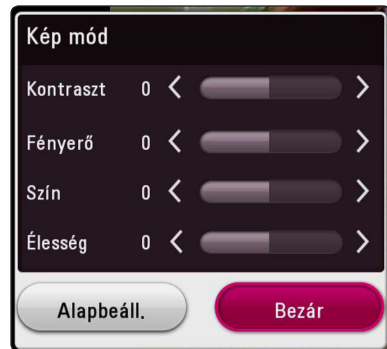 Kép mód
Kontraszt 0
Fényerő 0
Szín 0
Élesség 0
Alapbeáll. Bezár